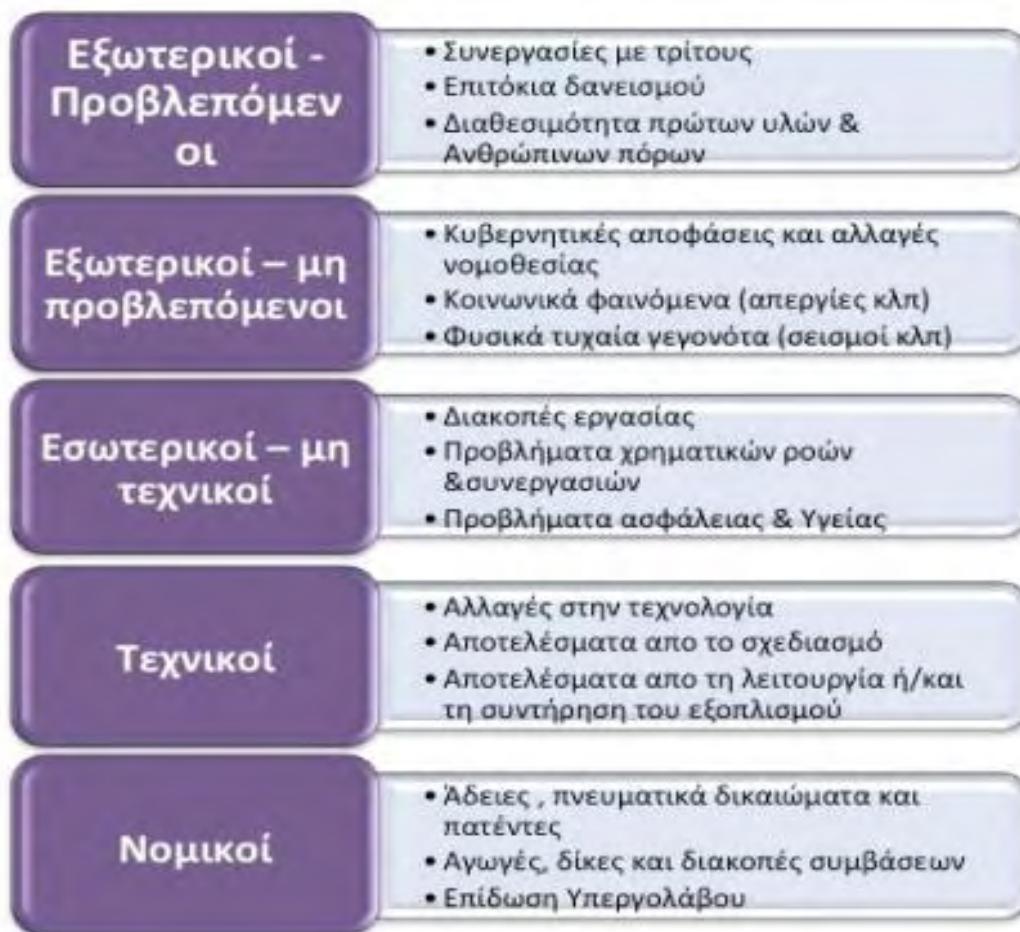 Εξωτερικοί -
Προβλεπόμεν
οι
• Συνεργασίες με τρίτους
• Επιτόκια δανεισμού
• Διαθεσιμότητα πρώτων υλών &
Ανθρώπινων πόρων
Εξωτερικοί – μη
προβλεπόμενοι
• Κυβερνητικές αποφάσεις και αλλαγές
νομοθεσίας
• Κοινωνικά φαινόμενα (απεργίες κλπ)
• Φυσικά τυχαία γεγονότα (σεισμοί κλπ)
Εσωτερικοί – μη
τεχνικοί
• Διακοπές εργασίας
• Προβλήματα χρηματικών ροών
&συνεργασιών
• Προβλήματα ασφάλειας & Υγείας
Τεχνικοί
• Αλλαγές στην τεχνολογία
• Αποτελέσματα απο το σχεδιασμό
• Αποτελέσματα απο τη λειτουργία ή/και
τη συντήρηση του εξοπλισμού
Νομικοί
• Άδειες , πνευματικά δικαιώματα και
πατέντες
• Αγωγές, δίκες και διακοπές συμβάσεων
• Επίδωση Υπεργολάβου